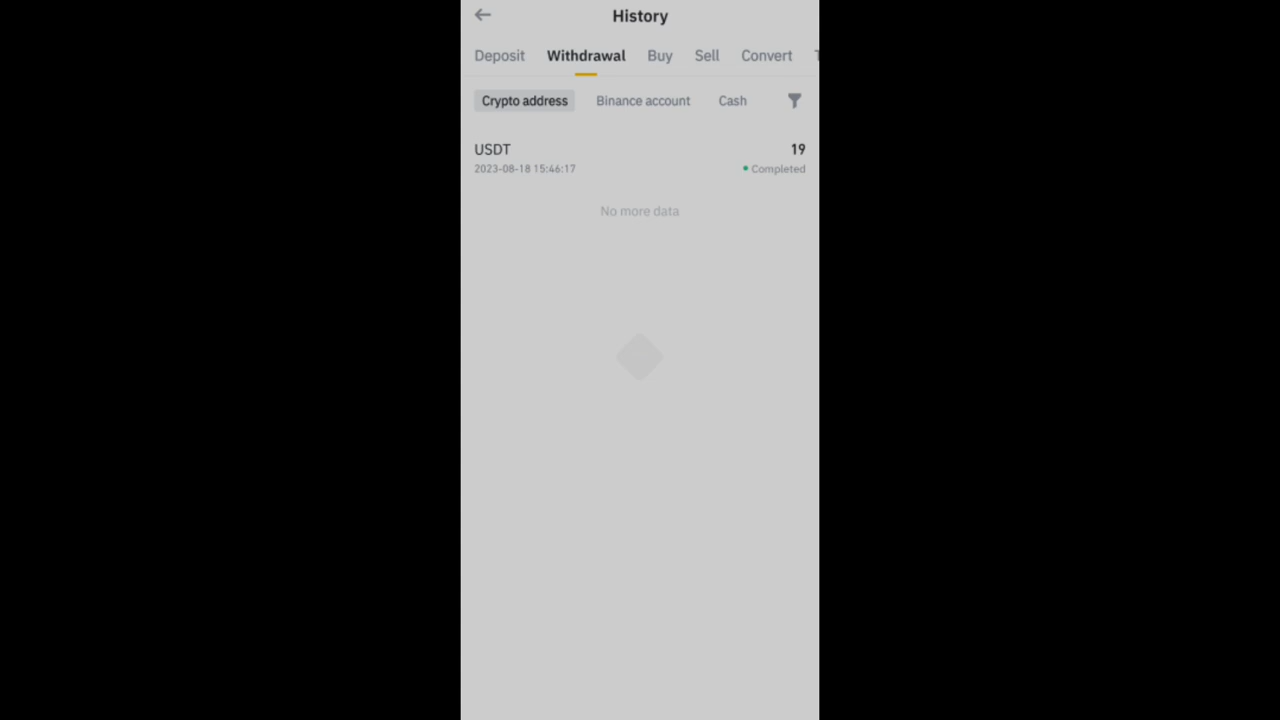 History
Deposit Withdrawal Buy Sell Convert
Crypto address Binance account Cash
USDT 19
2023-08-18 15:46:17 Completed
No more data